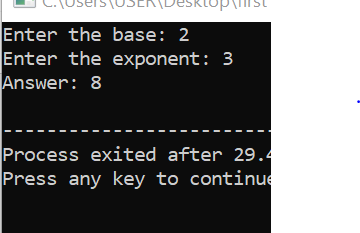 C:\Users\USER\Desktop\first
Enter the base: 2
Enter the exponent: 3
Answer: 8
--------------------------
Process exited after 29.4
Press any key to continue
.